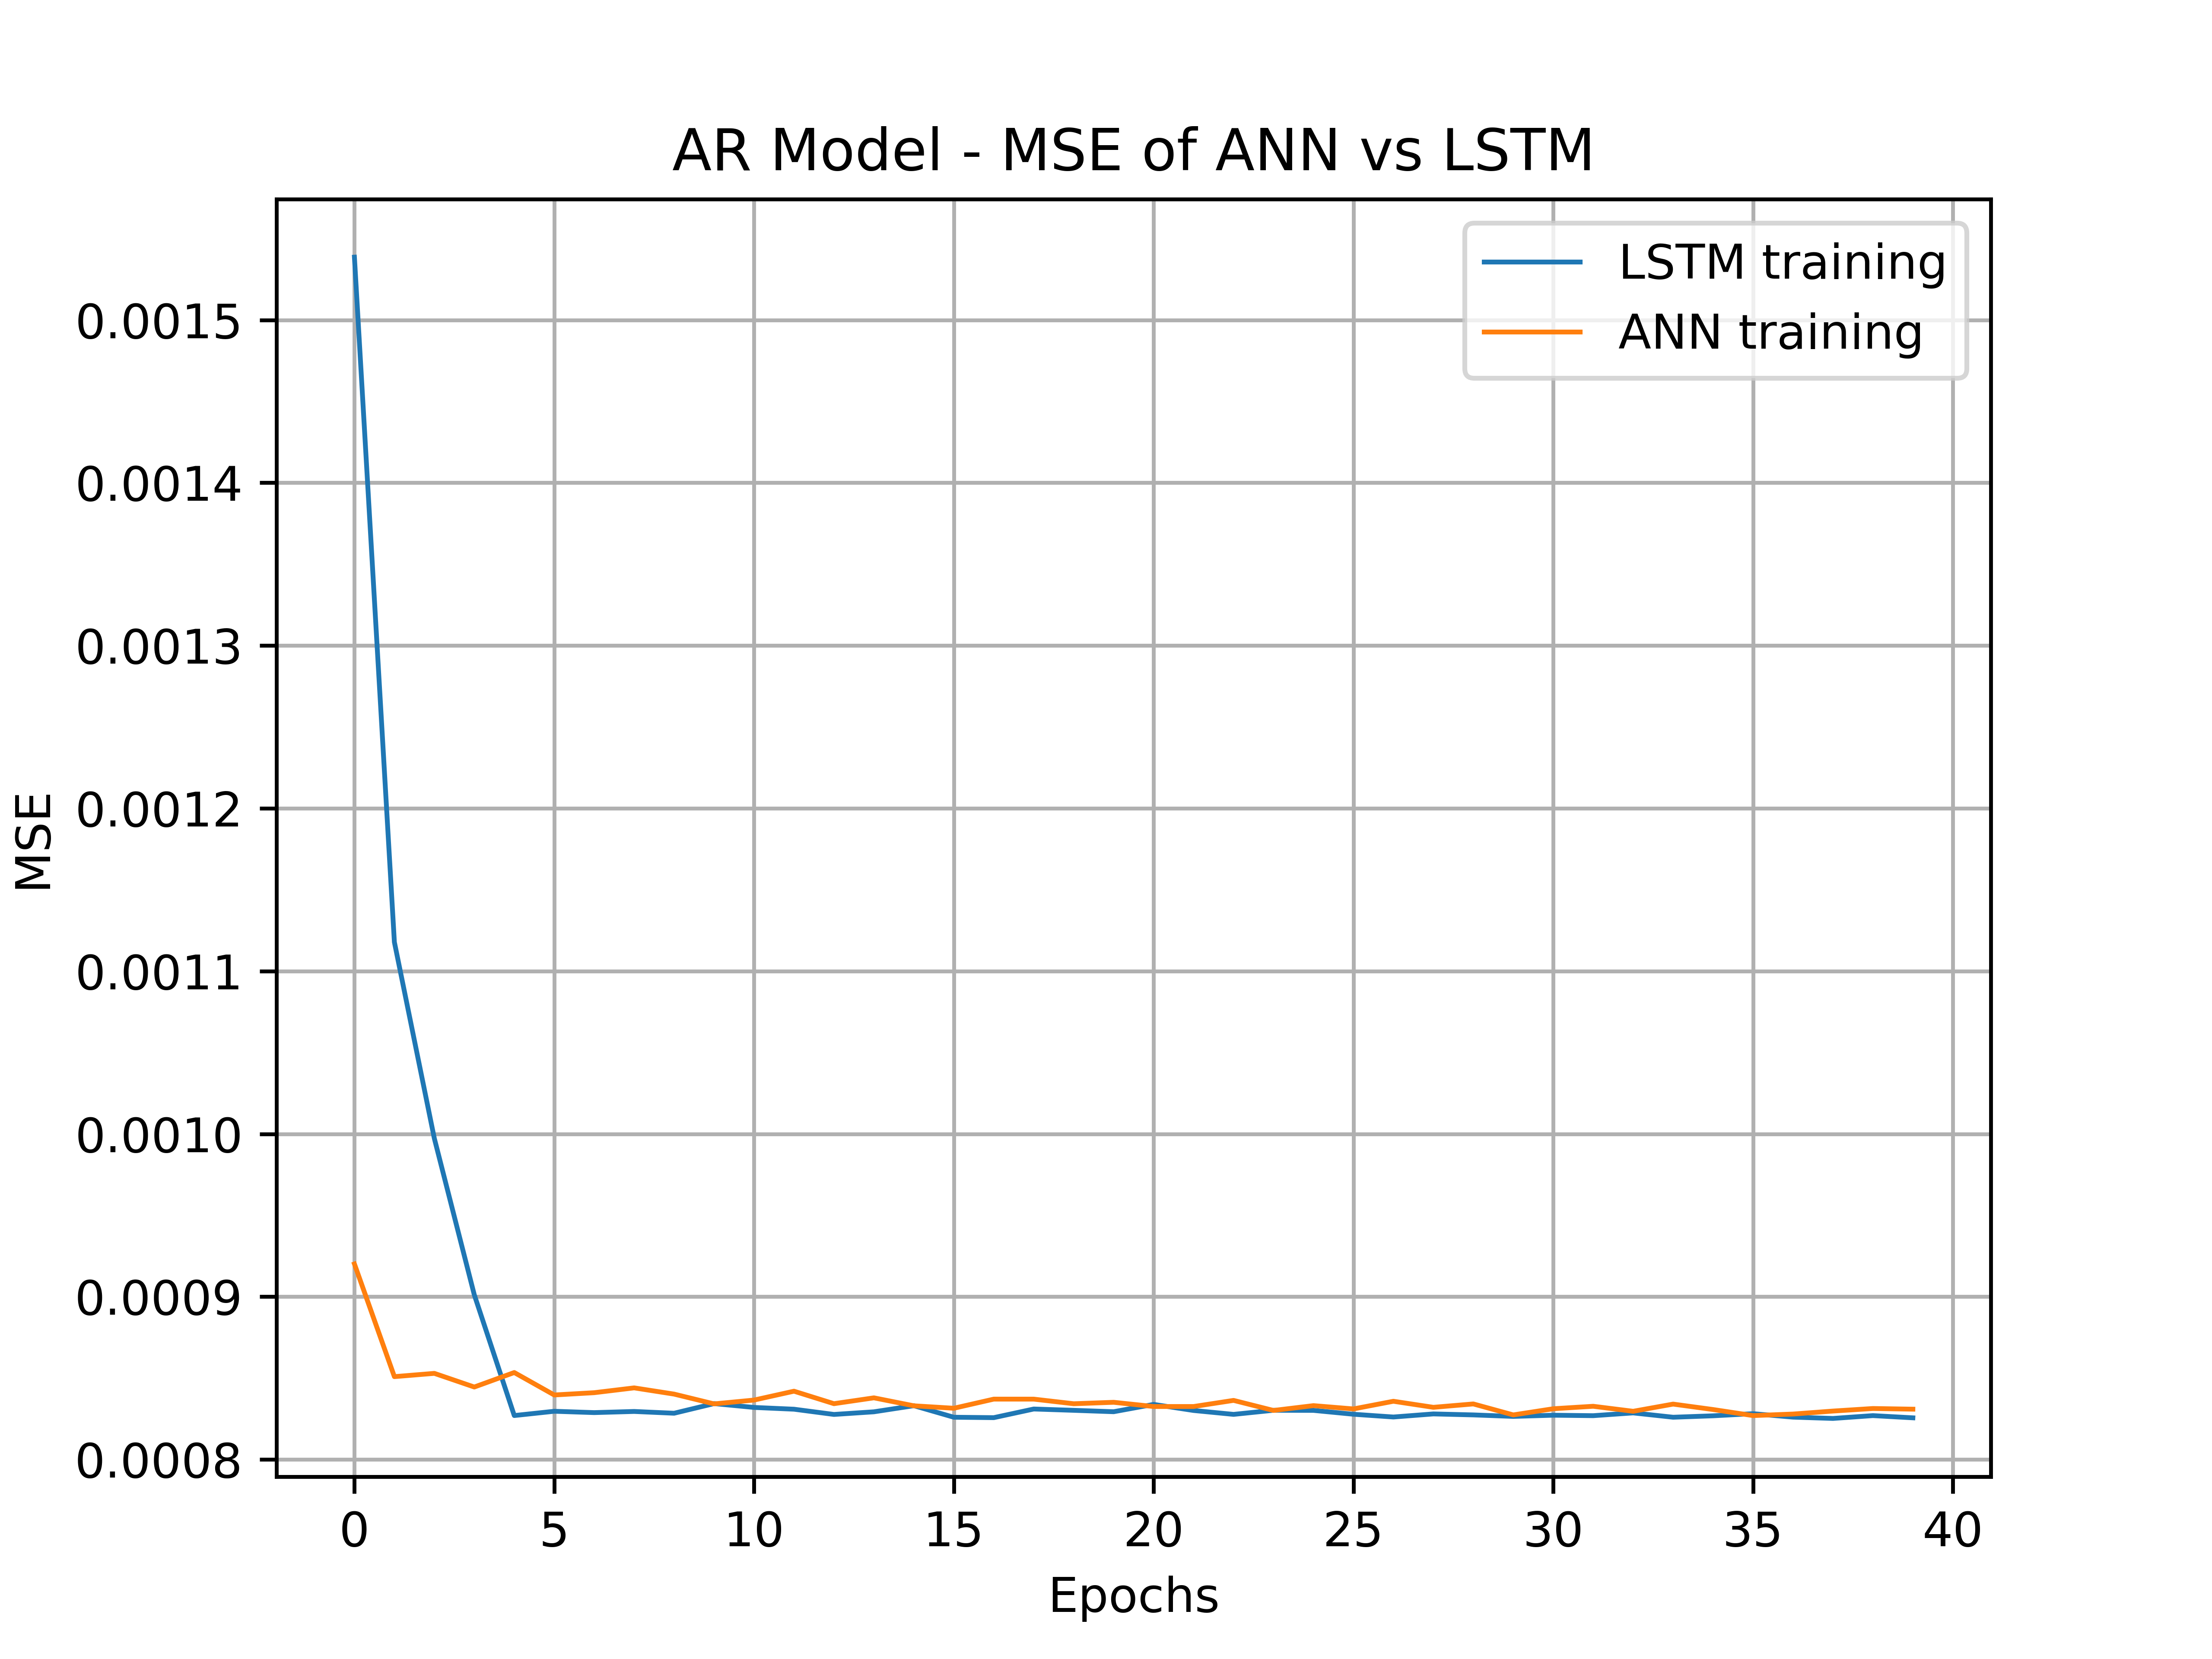 AR Model - MSE of ANN vs LSTM
LSTM training
ANN training
0.0015
0.0014
0.0013
0.0012
0.0011
0.0010
0.0009
0.0008
MSE
0 5 10 15 20 25 30 35 40
Epochs